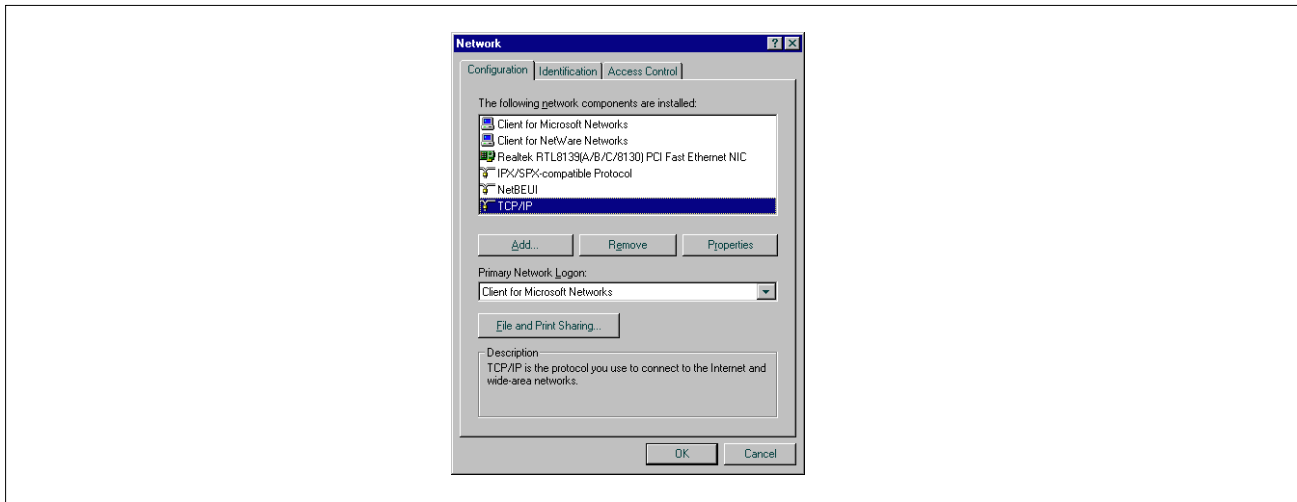 Network
Configuration Identification Access Control
The following network components are installed:
Client for Microsoft Networks
Client for NetWare Networks
Realtek RTL8139(A/B/C/8130) PCI Fast Ethernet NIC
IPX/SPX-compatible Protocol
NetBEUI
TCP/IP
Add... Remove Properties
Primary Network Logon:
Client for Microsoft Networks
File and Print Sharing...
Description
TCP/IP is the protocol you use to connect to the Internet and
wide-area networks.
OK Cancel